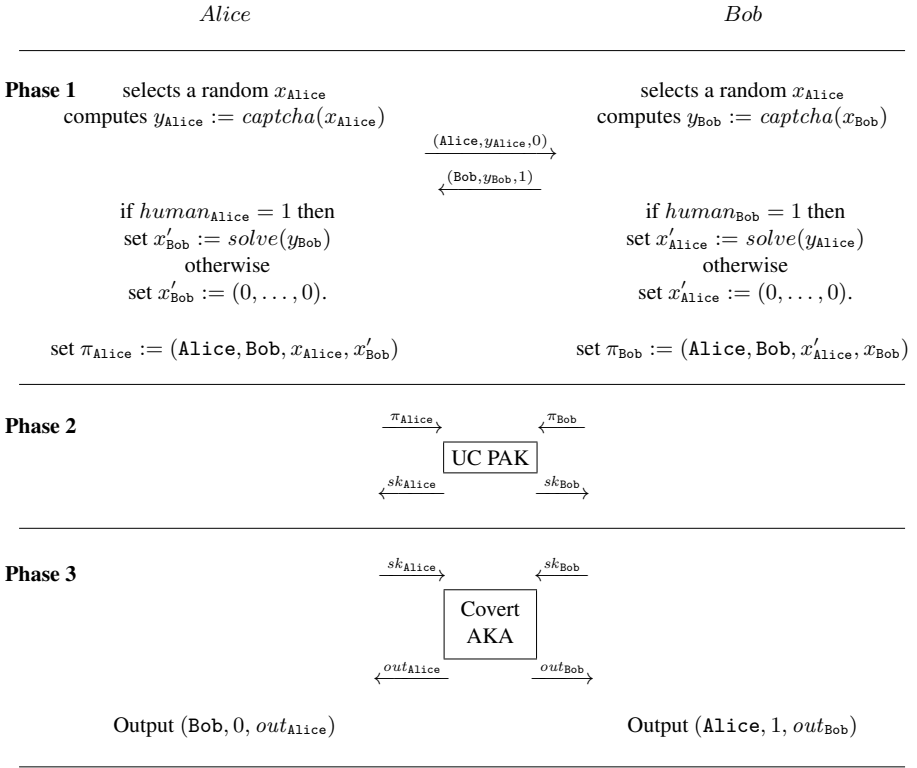 Alice Bob
Phase 1 selects a random x_Alice selects a random x_Alice
computes y_Alice := captcha(x_Alice) computes y_Bob := captcha(x_Bob)
(Alice,y_Alice,0)
(Bob,y_Bob,1)
if human_Alice = 1 then if human_Bob = 1 then
set x′_Bob := solve(y_Bob) set x′_Alice := solve(y_Alice)
otherwise otherwise
set x′_Bob := (0, . . . , 0). set x′_Alice := (0, . . . , 0).
set π_Alice := (Alice, Bob, x_Alice, x′_Bob) set π_Bob := (Alice, Bob, x′_Alice, x_Bob)
Phase 2 π_Alice π_Bob
UC PAK
sk_Alice sk_Bob
Phase 3 sk_Alice sk_Bob
Covert
AKA
out_Alice out_Bob
Output (Bob, 0, out_Alice) Output (Alice, 1, out_Bob)